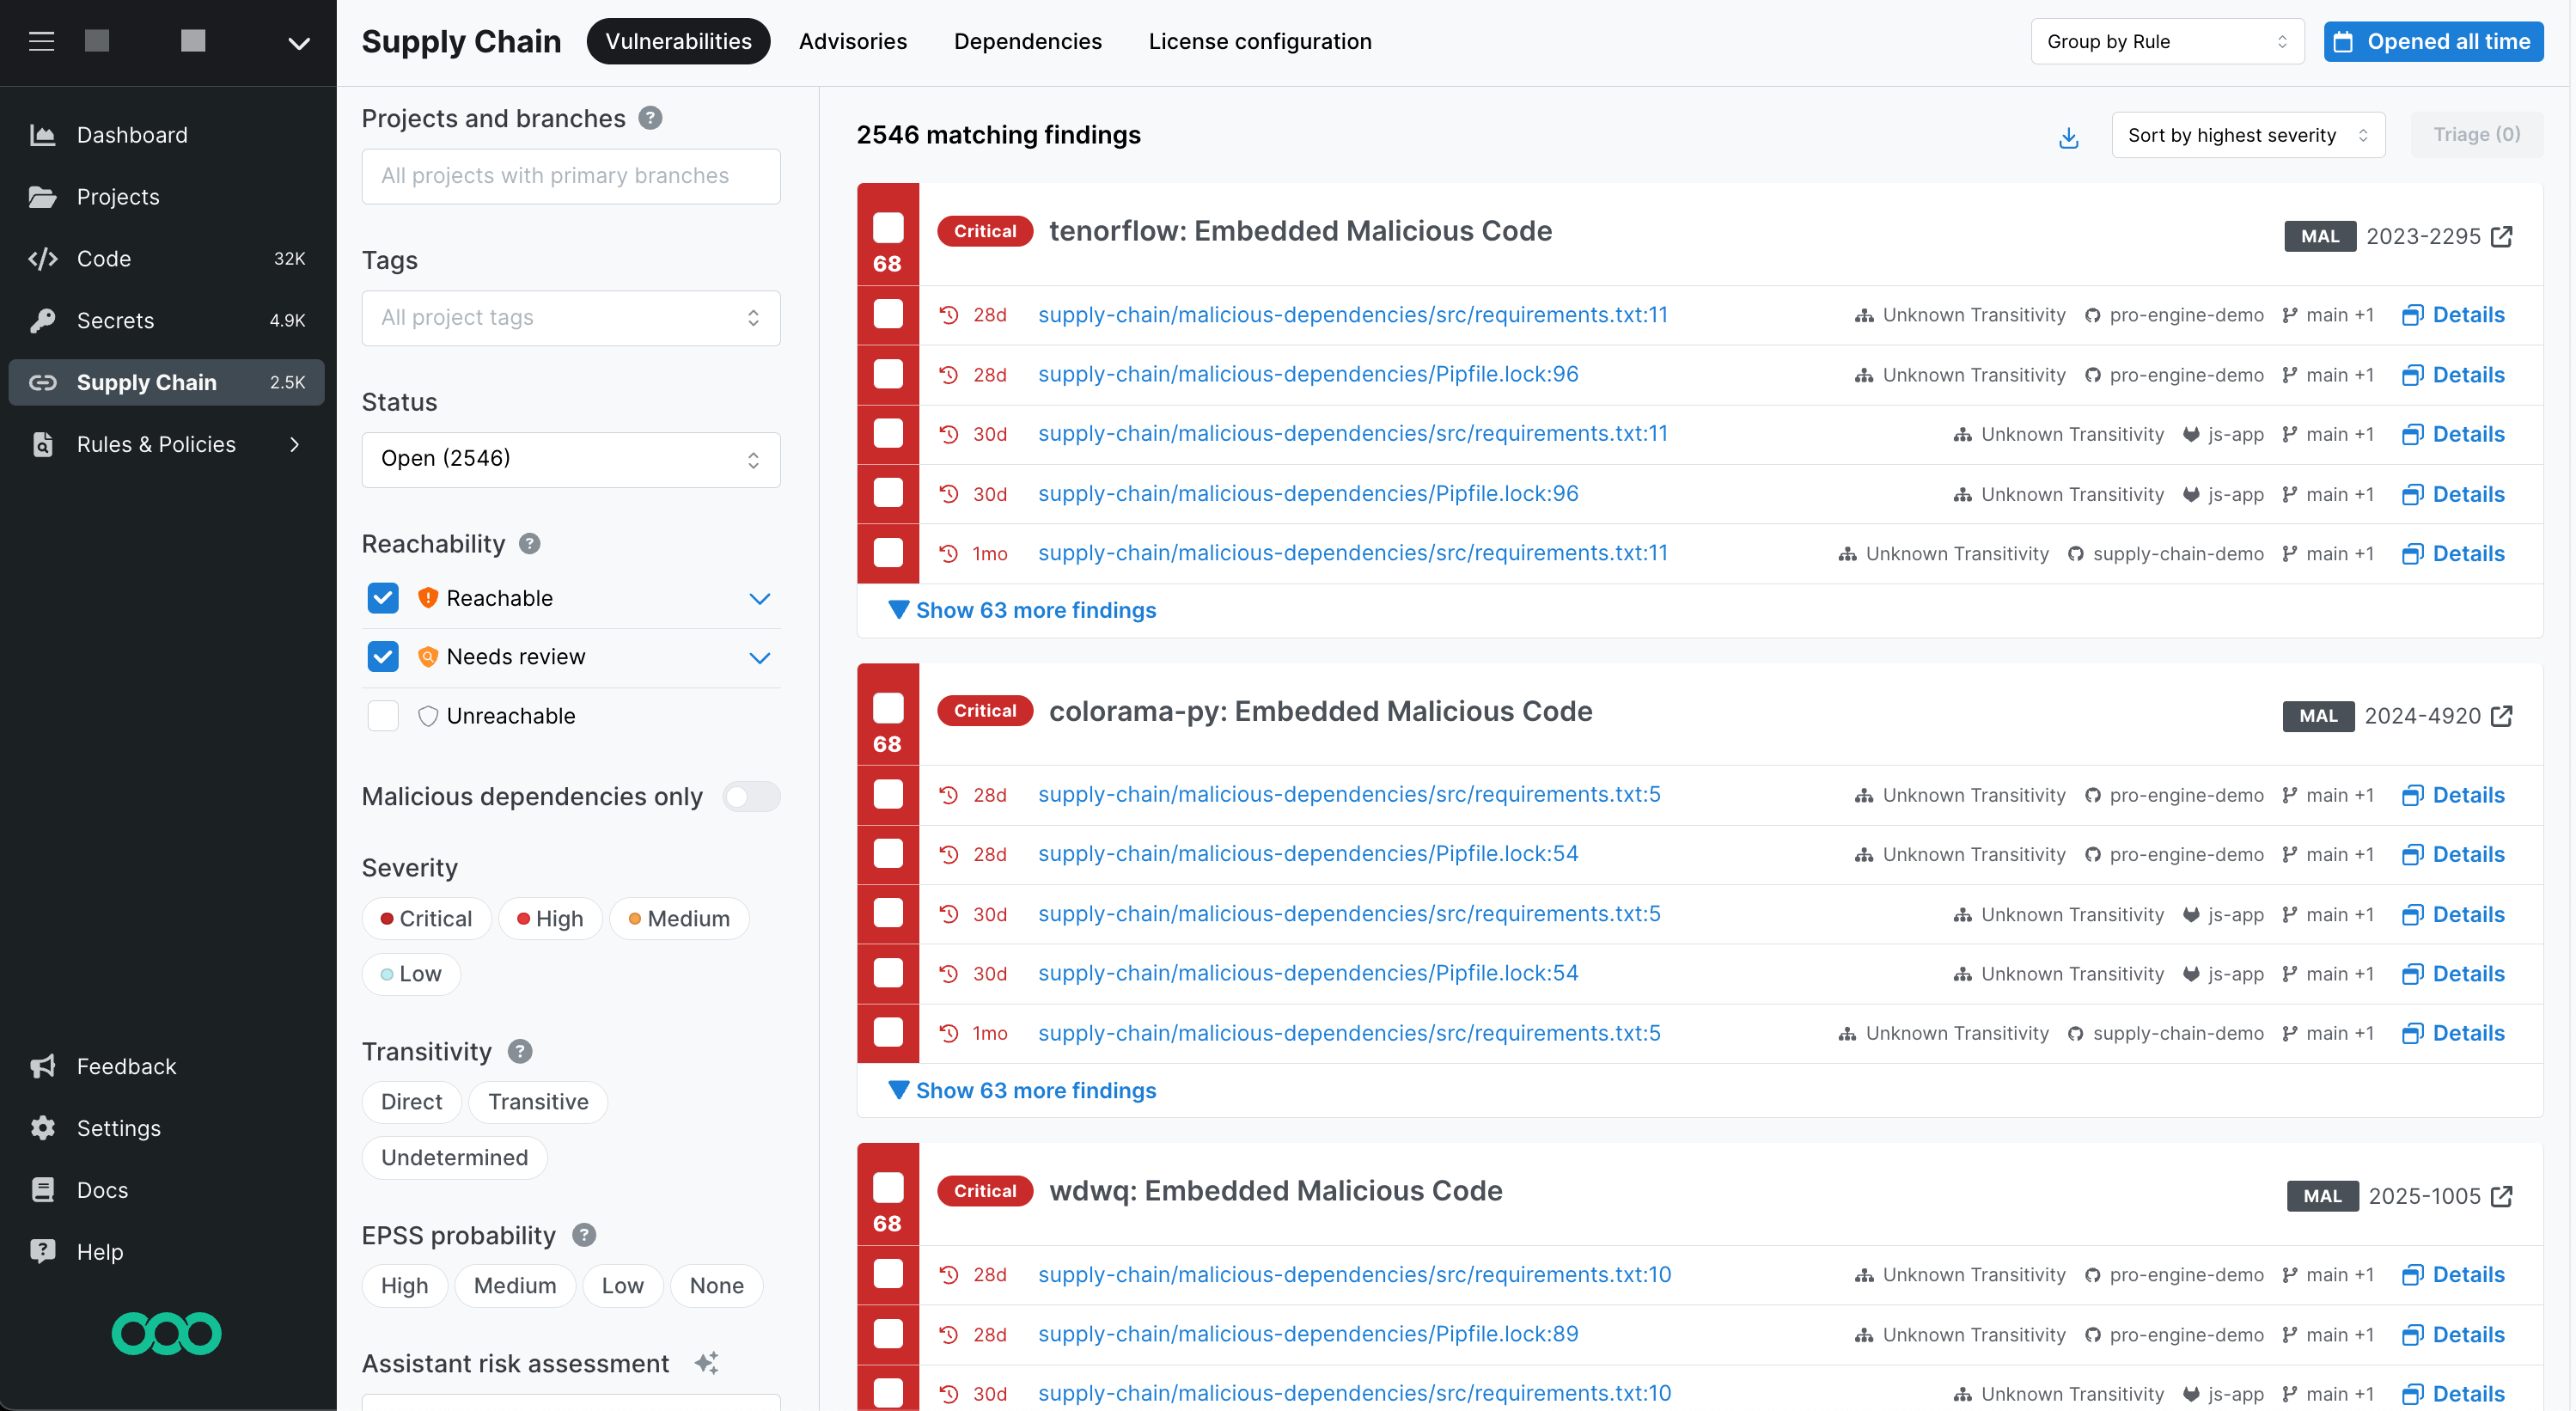 Supply Chain
Vulnerabilities
Advisories
Dependencies
License configuration
Group by Rule
Opened all time
Dashboard
Projects
Code 32K
Secrets 4.9K
Supply Chain 2.5K
Rules & Policies
Feedback
Settings
Docs
Help
Projects and branches ?
All projects with primary branches
Tags
All project tags
Status
Open (2546)
Reachability ?
Reachable
Needs review
Unreachable
Malicious dependencies only
Severity
Critical High Medium
Low
Transitivity ?
Direct Transitive
Undetermined
EPSS probability ?
High Medium Low None
Assistant risk assessment
2546 matching findings
Sort by highest severity
Triage (0)
68
Critical tenorflow: Embedded Malicious Code MAL 2023-2295
28d supply-chain/malicious-dependencies/src/requirements.txt:11 Unknown Transitivity pro-engine-demo main +1 Details
28d supply-chain/malicious-dependencies/Pipfile.lock:96 Unknown Transitivity pro-engine-demo main +1 Details
30d supply-chain/malicious-dependencies/src/requirements.txt:11 Unknown Transitivity js-app main +1 Details
30d supply-chain/malicious-dependencies/Pipfile.lock:96 Unknown Transitivity js-app main +1 Details
1mo supply-chain/malicious-dependencies/src/requirements.txt:11 Unknown Transitivity supply-chain-demo main +1 Details
Show 63 more findings
68
Critical colorama-py: Embedded Malicious Code MAL 2024-4920
28d supply-chain/malicious-dependencies/src/requirements.txt:5 Unknown Transitivity pro-engine-demo main +1 Details
28d supply-chain/malicious-dependencies/Pipfile.lock:54 Unknown Transitivity pro-engine-demo main +1 Details
30d supply-chain/malicious-dependencies/src/requirements.txt:5 Unknown Transitivity js-app main +1 Details
30d supply-chain/malicious-dependencies/Pipfile.lock:54 Unknown Transitivity js-app main +1 Details
1mo supply-chain/malicious-dependencies/src/requirements.txt:5 Unknown Transitivity supply-chain-demo main +1 Details
Show 63 more findings
68
Critical wdwq: Embedded Malicious Code MAL 2025-1005
28d supply-chain/malicious-dependencies/src/requirements.txt:10 Unknown Transitivity pro-engine-demo main +1 Details
28d supply-chain/malicious-dependencies/Pipfile.lock:89 Unknown Transitivity pro-engine-demo main +1 Details
30d supply-chain/malicious-dependencies/src/requirements.txt:10 Unknown Transitivity js-app main +1 Details